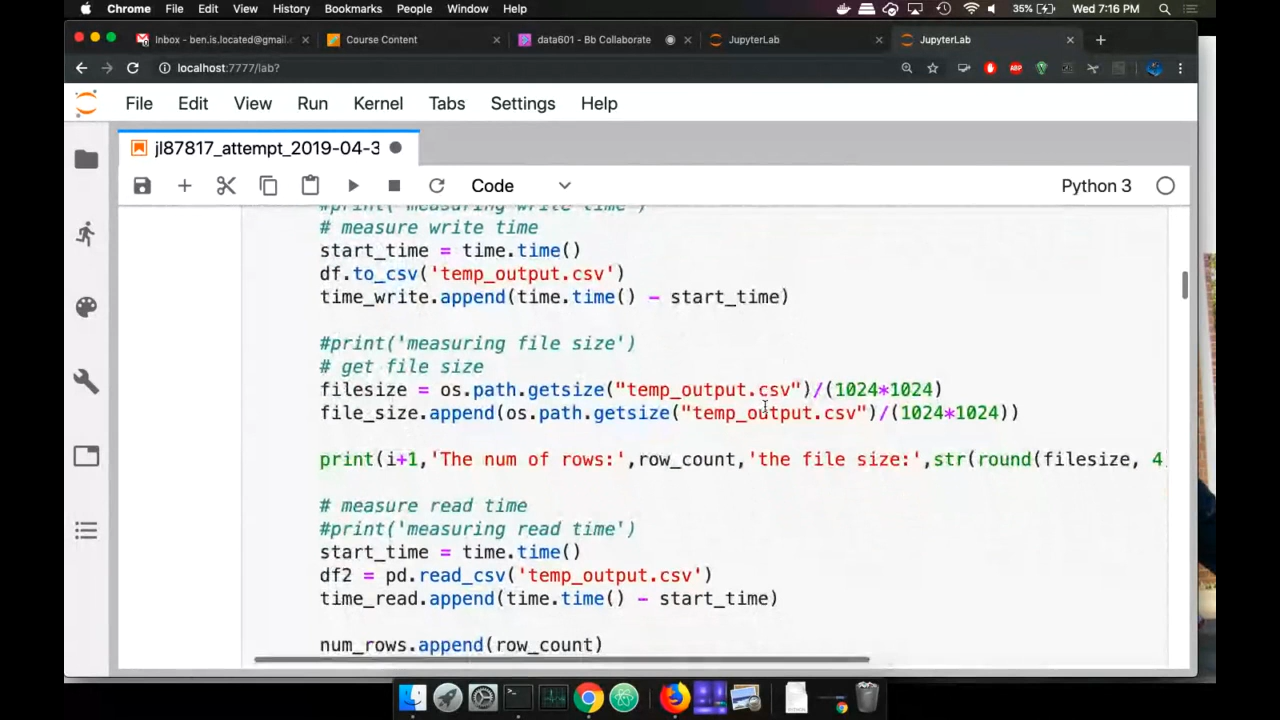 Chrome File Edit View History Bookmarks People Window Help 35% Wed 7:16 PM
Inbox - ben.is.located@gmail.c Course Content data601 - Bb Collaborate JupyterLab JupyterLab
localhost:7777/lab?
File Edit View Run Kernel Tabs Settings Help
jl87817_attempt_2019-04-3
Code Python 3
#print('measuring write time')
# measure write time
start_time = time.time()
df.to_csv('temp_output.csv')
time_write.append(time.time() - start_time)
#print('measuring file size')
# get file size
filesize = os.path.getsize("temp_output.csv")/(1024*1024)
file_size.append(os.path.getsize("temp_output.csv")/(1024*1024))
print(i+1,'The num of rows:',row_count,'the file size:',str(round(filesize, 4
# measure read time
#print('measuring read time')
start_time = time.time()
df2 = pd.read_csv('temp_output.csv')
time_read.append(time.time() - start_time)
num_rows.append(row_count)